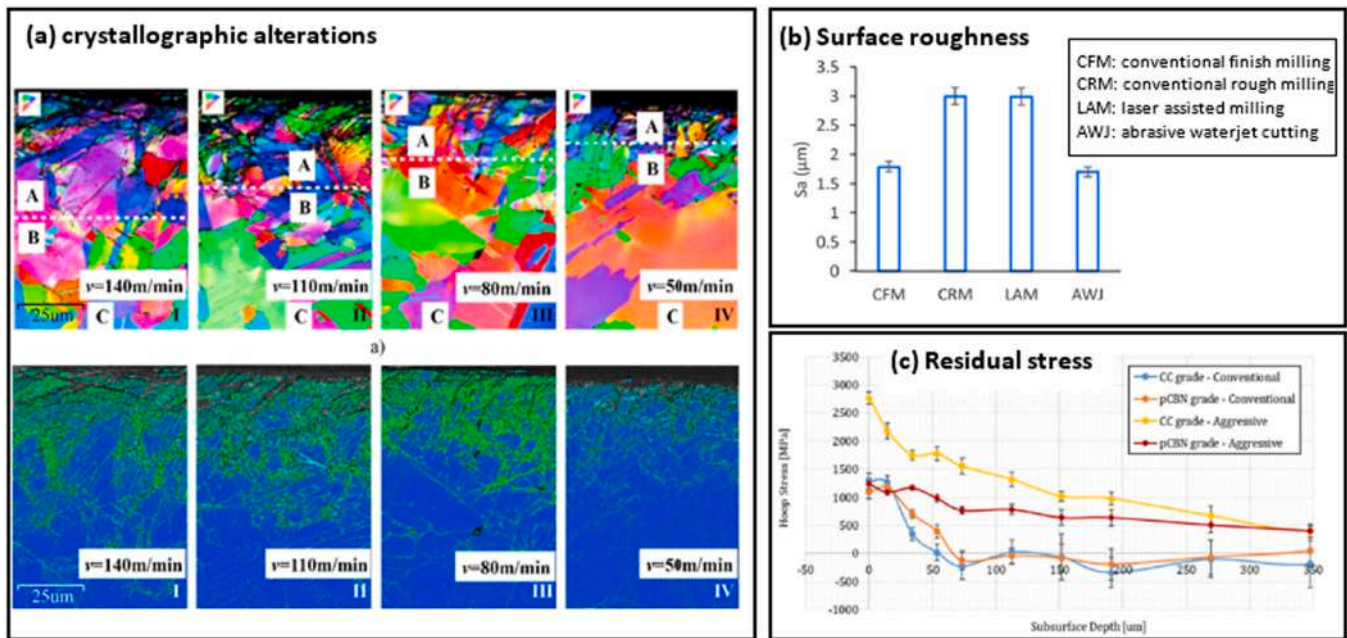 (a) crystallographic alterations
A
B
v=140m/min
25um
C
I
A
B
v=110m/min
C
II
A
B
v=80m/min
C
III
A
B
v=50m/min
C
IV
a)
v=140m/min
25um
I
v=110m/min
II
v=80m/min
III
v=50m/min
IV
(b) Surface roughness
CFM: conventional finish milling
CRM: conventional rough milling
LAM: laser assisted milling
AWJ: abrasive waterjet cutting
Sa (μm)
3.5
3
2.5
2
1.5
1
0.5
0
CFM
CRM
LAM
AWJ
(c) Residual stress
CC grade - Conventional
pCBN grade - Conventional
CC grade - Aggressive
pCBN grade - Aggressive
Hoop Stress [MPa]
3500
3000
2500
2000
1500
1000
500
0
-500
-1000
-50
0
50
100
150
200
250
300
350
Subsurface Depth [um]